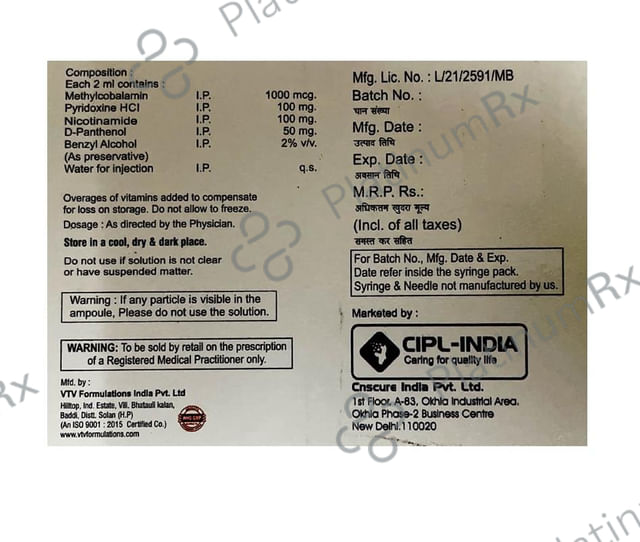 Composition :
Each 2 ml contains :
Methylcobalamin I.P. 1000 mcg.
Pyridoxine HCl I.P. 100 mg.
Nicotinamide I.P. 100 mg.
D-Panthenol I.P. 50 mg.
Benzyl Alcohol I.P. 2% v/v.
(As preservative)
Water for injection I.P. q.s.
Overages of vitamins added to compensate
for loss on storage. Do not allow to freeze.
Dosage : As directed by the Physician.
Store in a cool, dry & dark place.
Do not use if solution is not clear
or have suspended matter.
Warning : If any particle is visible in the
ampoule, Please do not use the solution.
WARNING: To be sold by retail on the prescription
of a Registered Medical Practitioner only.
Mfd. by :
VTV Formulations India Pvt. Ltd
Hilltop, Ind. Estate, Vill. Bhatauli kalan,
Baddi, Distt. Solan (H.P)
(An ISO 9001 : 2015 Certified Co.)
www.vtvformulations.com
WHO GMP
Mfg. Lic. No. : L/21/2591/MB
Batch No. :
घान संख्या
Mfg. Date :
उत्पाद तिथि
Exp. Date :
अवसान तिथि
M.R.P. Rs.:
अधिकतम खुदरा मूल्य
(Incl. of all taxes)
समस्त कर सहित
For Batch No., Mfg. Date & Exp.
Date refer inside the syringe pack.
Syringe & Needle not manufactured by us.
Marketed by :
CIPL-INDIA
Caring for quality life
Cnscure India Pvt. Ltd.
1st Floor, A-83, Okhla Industrial Area,
Okhla Phase-2 Business Centre
New Delhi.110020
PlatinumRx